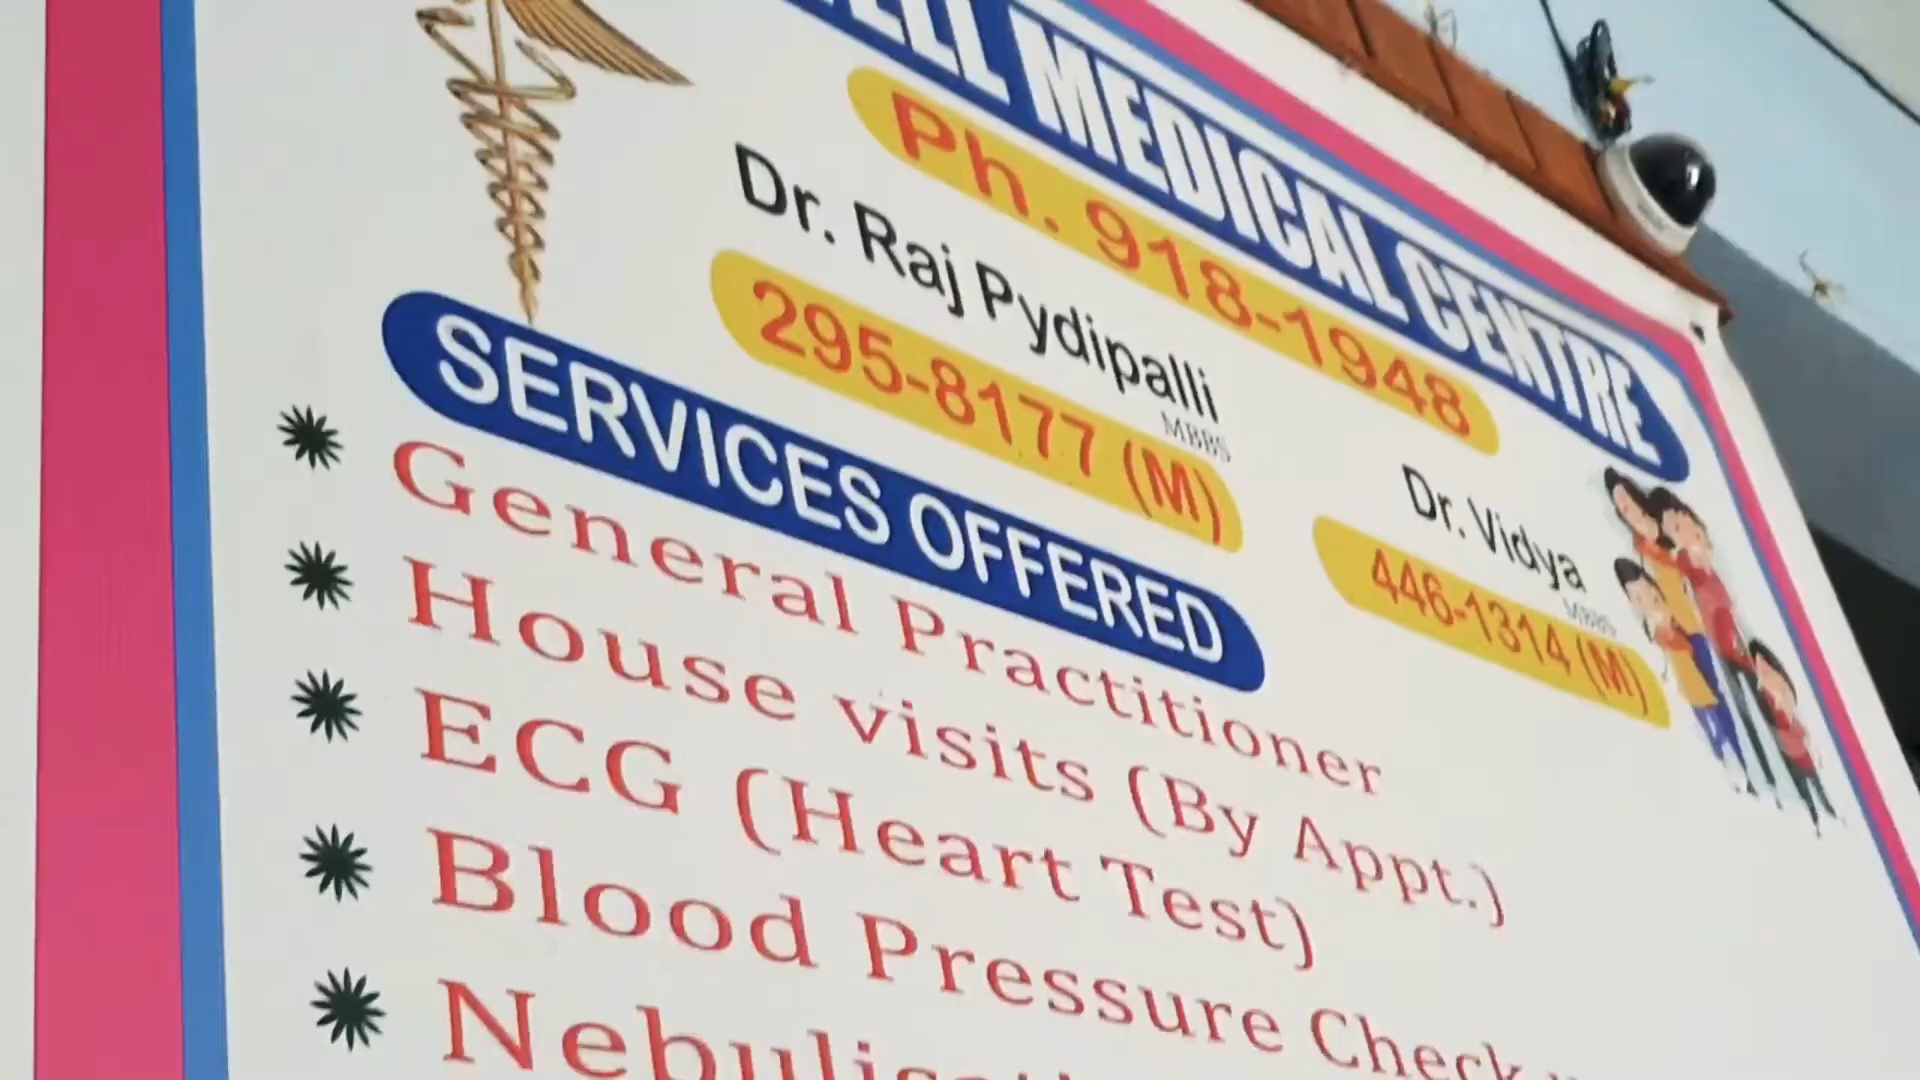 MEDICAL CENTRE
Ph. 918-1948
Dr. Raj Pydipalli
MBBS
295-8177 (M)
Dr. Vidya
MBBS
446-1314 (M)
SERVICES OFFERED
General Practitioner
House visits (By Appt.)
ECG (Heart Test)
Blood Pressure Check